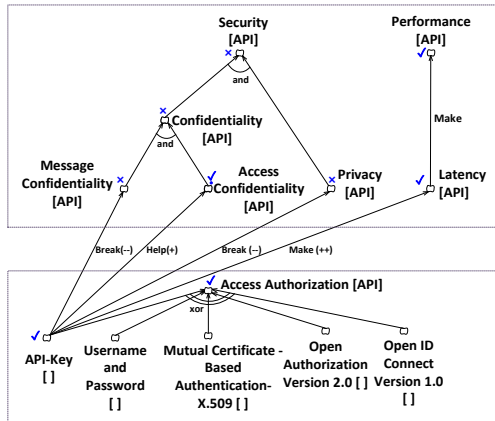 Security
[API]
Performance
[API]
and
Confidentiality
[API]
Make
and
Message
Confidentiality
[API]
Access
Confidentiality
[API]
Privacy
[API]
Latency
[API]
Break(--)
Help(+)
Break (--)
Make (++)
Access Authorization [API]
xor
API-Key
[ ]
Username
and
Password [ ]
Mutual Certificate -
Based
Authentication-
X.509 [ ]
Open
Authorization
Version 2.0 [ ]
Open ID
Connect
Version 1.0
[ ]